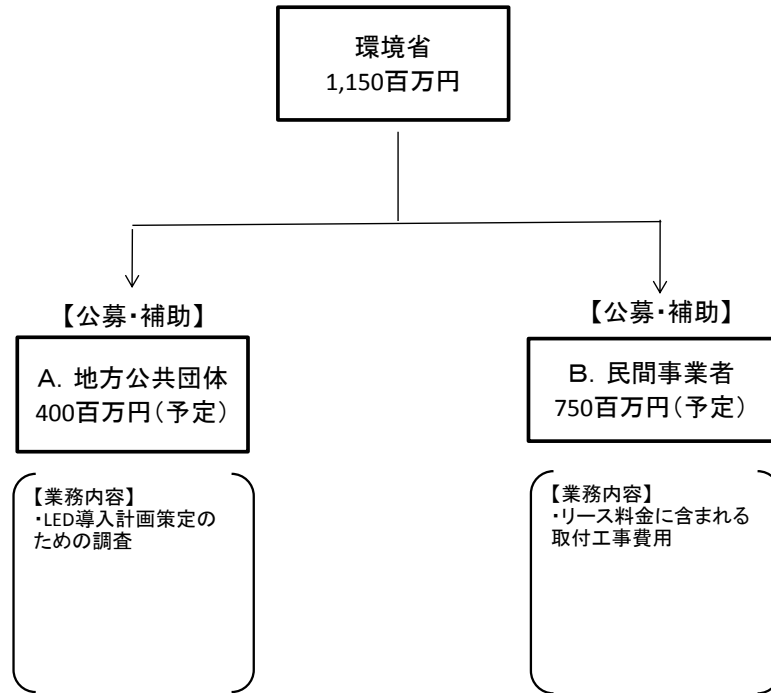 環境省
1,150百万円
【公募・補助】
A．地方公共団体
400百万円（予定）
【業務内容】
・LED導入計画策定の
ための調査
【公募・補助】
B．民間事業者
750百万円（予定）
【業務内容】
・リース料金に含まれる
取付工事費用